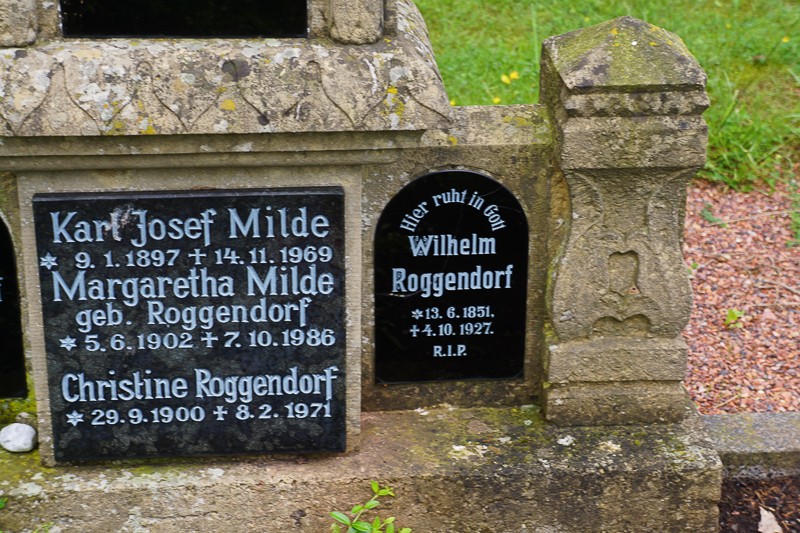 Karl Josef Milde
* 9. 1. 1897 † 14. 11. 1969
Margaretha Milde
geb. Roggendorf
* 5. 6. 1902 † 7. 10. 1986
Christine Roggendorf
* 29. 9. 1900 † 8. 2. 1971
Hier ruht in Gott
Wilhelm
Roggendorf
* 13. 6. 1851,
† 4. 10. 1927.
R.I.P.